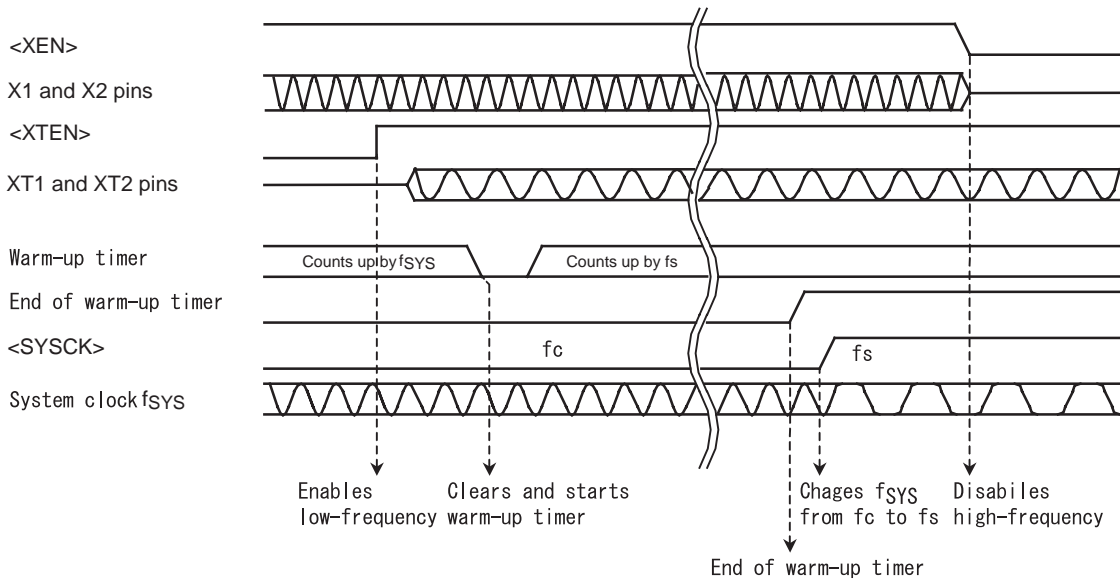 <XEN>
X1 and X2 pins
<XTEN>
XT1 and XT2 pins
Warm-up timer
Counts up by fSYS
Counts up by fs
End of warm-up timer
<SYSCK>
fc
fs
System clock fSYS
Enables
low-frequency
Clears and starts
warm-up timer
Chages fSYS
from fc to fs
Disabiles
high-frequency
End of warm-up timer